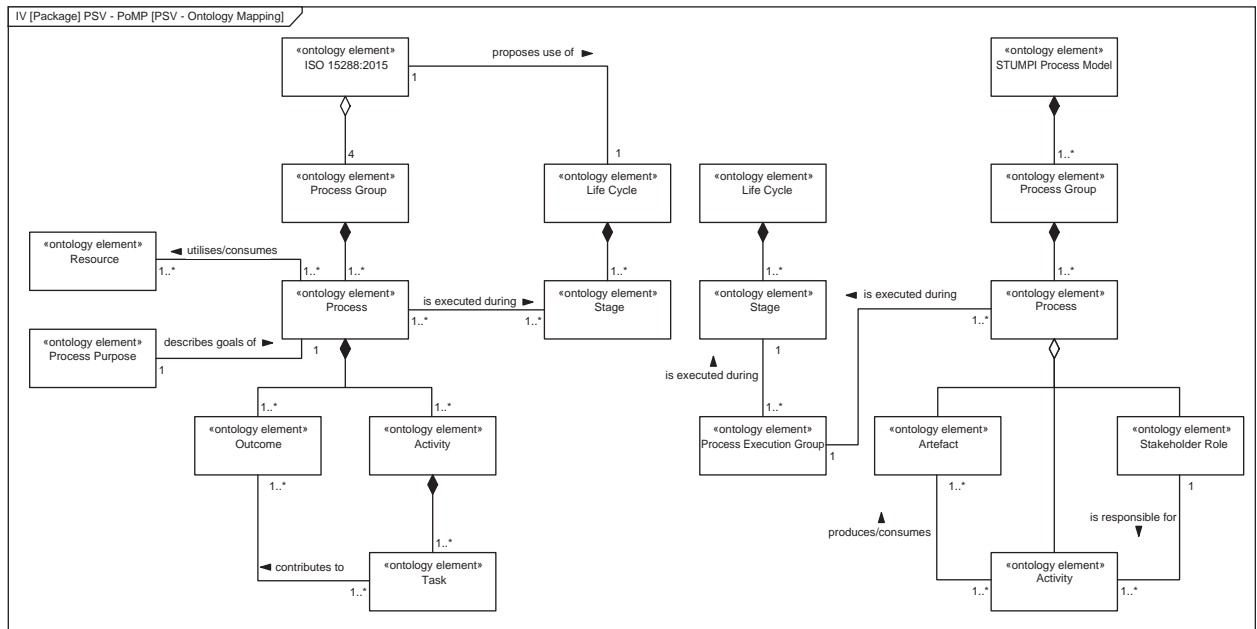 IV [Package] PSV - PoMP [PSV - Ontology Mapping]
«ontology element»
ISO 15288:2015
proposes use of ►
1
«ontology element»
STUMPI Process Model
4
1
1..*
«ontology element»
Process Group
«ontology element»
Life Cycle
«ontology element»
Life Cycle
«ontology element»
Process Group
«ontology element»
Resource
◄ utilises/consumes
1..*
1..*
1..*
1..*
1..*
1..*
«ontology element»
Process
is executed during ►
1..*
1..*
«ontology element»
Stage
«ontology element»
Stage
◄ is executed during
1..*
«ontology element»
Process
«ontology element»
Process Purpose
describes goals of ►
1
1
1
▲
is executed during
1..*
1..*
1..*
«ontology element»
Outcome
«ontology element»
Activity
«ontology element»
Process Execution Group
1
«ontology element»
Artefact
«ontology element»
Stakeholder Role
1..*
1..*
1
▲
produces/consumes
is responsible for
▼
1..*
◄ contributes to
1..*
«ontology element»
Task
«ontology element»
Activity
1..*
1..*